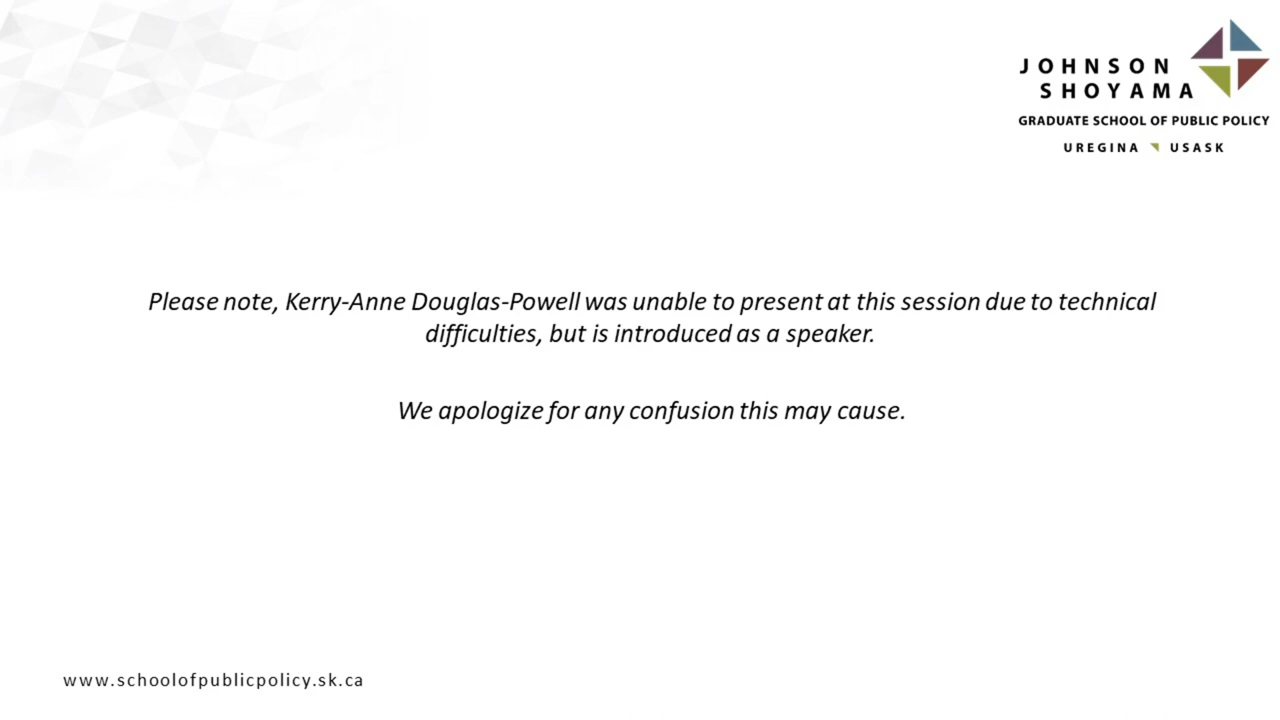 JOHNSON
SHOYAMA
GRADUATE SCHOOL OF PUBLIC POLICY
UREGINA USASK
Please note, Kerry-Anne Douglas-Powell was unable to present at this session due to technical
difficulties, but is introduced as a speaker.
We apologize for any confusion this may cause.
www.schoolofpublicpolicy.sk.ca